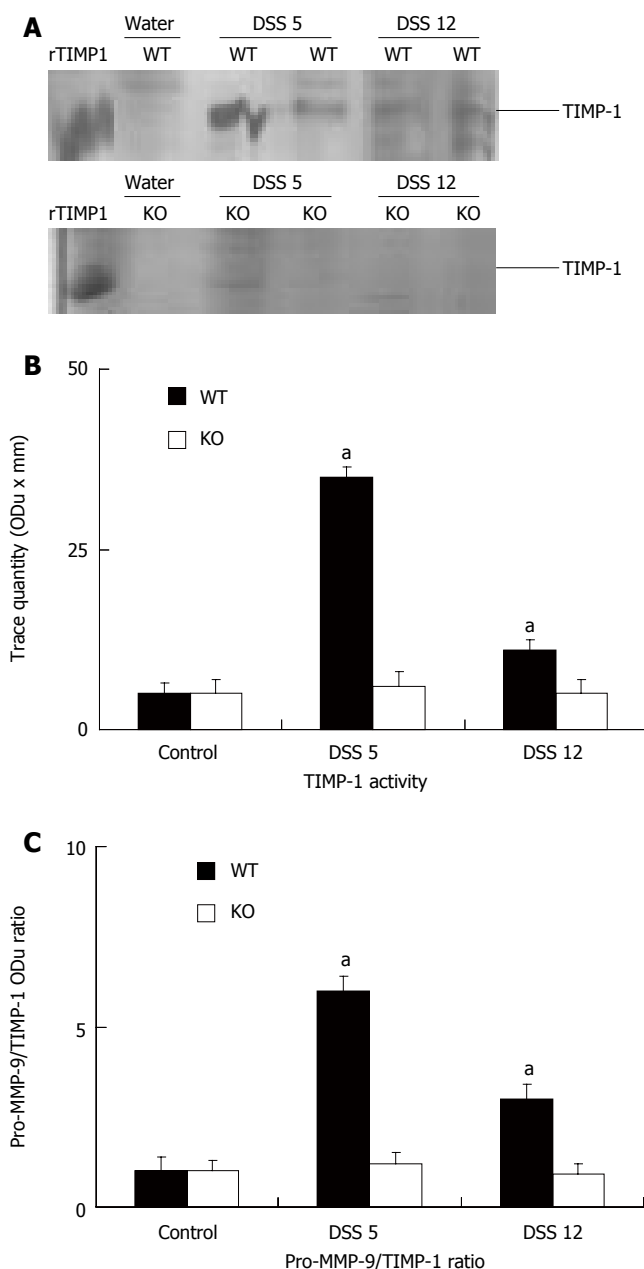 A
Water DSS 5 DSS 12
rTIMP1 WT WT WT WT WT
TIMP-1
Water DSS 5 DSS 12
rTIMP1 KO KO KO KO KO
TIMP-1
B
50
WT
KO
a
25
a
0
Trace quantity (ODu x mm)
Control DSS 5 DSS 12
TIMP-1 activity
C
10
WT
KO
a
5
a
0
Pro-MMP-9/TIMP-1 ODu ratio
Control DSS 5 DSS 12
Pro-MMP-9/TIMP-1 ratio